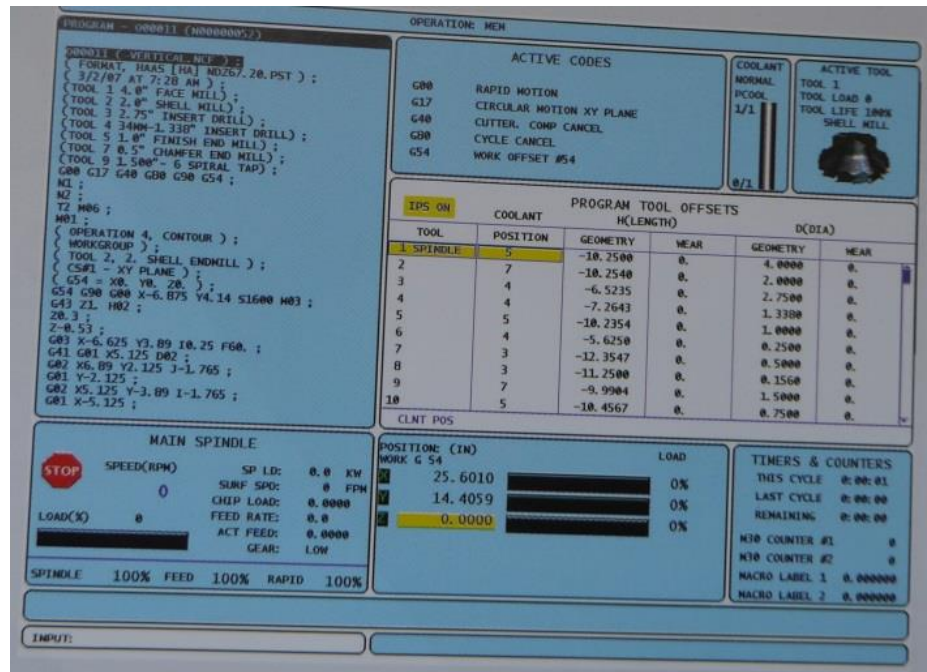 OPERATION: MEM
PROGRAM - O00011 (N00000052)
O00011 ( VERTICAL.NCF ) ;
( FORMAT, HAAS [HA] ND267.20.PST ) ;
( 3/2/07 AT 7:28 AM ) ;
(TOOL 1 4.0" FACE MILL) ;
(TOOL 2 2.0" SHELL MILL) ;
(TOOL 3 2.75" INSERT DRILL) ;
(TOOL 4 34MM-1.338" INSERT DRILL) ;
(TOOL 5 1.0" FINISH END MILL) ;
(TOOL 7 0.5" CHAMFER END MILL) ;
(TOOL 9 1.500"- 6 SPIRAL TAP) ;
G00 G17 G40 G80 G90 G54 ;
N1 ;
N2 ;
T2 M06 ;
M01 ;
( OPERATION 4, CONTOUR ) ;
( WORKGROUP ) ;
( TOOL 2, 2. SHELL ENDMILL ) ;
( CS#1 - XY PLANE ) ;
( G54 = X0. Y0. Z0. ) ;
G54 G90 G00 X-6.875 Y4.14 S1600 M03 ;
G43 Z1. H02 ;
Z0.3 ;
Z-0.53 ;
G03 X-6.625 Y3.89 I0.25 F60. ;
G41 G01 X5.125 D02 ;
G02 X6.89 Y2.125 J-1.765 ;
G01 Y-2.125 ;
G02 X5.125 Y-3.89 I-1.765 ;
G01 X-5.125 ;
ACTIVE CODES
G00 RAPID MOTION
G17 CIRCULAR MOTION XY PLANE
G40 CUTTER. COMP CANCEL
G80 CYCLE CANCEL
G54 WORK OFFSET #54
COOLANT
NORMAL
PCOOL
1/1
0/1
ACTIVE TOOL
TOOL 1
TOOL LOAD 0
TOOL LIFE 100%
SHELL MILL
IPS ON
PROGRAM TOOL OFFSETS
COOLANT H(LENGTH) D(DIA)
TOOL POSITION GEOMETRY WEAR GEOMETRY WEAR
1 SPINDLE 5 -10.2500 0. 4.0000 0.
2 7 -10.2540 0. 2.0000 0.
3 4 -6.5235 0. 2.7500 0.
4 4 -7.2643 0. 1.3380 0.
5 5 -10.2354 0. 1.0000 0.
6 4 -5.6250 0. 0.2500 0.
7 3 -12.3547 0. 0.5000 0.
8 3 -11.2500 0. 0.1560 0.
9 7 -9.9904 0. 1.5000 0.
10 5 -10.4567 0. 0.7500 0.
CLNT POS
MAIN SPINDLE
STOP
SPEED(RPM)
0
LOAD(%) 0
SP LD: 0.0 KW
SURF SPD: 0 FPM
CHIP LOAD: 0.0000
FEED RATE: 0.0
ACT FEED: 0.0000
GEAR: LOW
SPINDLE 100% FEED 100% RAPID 100%
POSITION: (IN)
WORK G 54 LOAD
X 25.6010 0%
Y 14.4059 0%
Z 0.0000 0%
TIMERS & COUNTERS
THIS CYCLE 0:00:01
LAST CYCLE 0:00:00
REMAINING 0:00:00
M30 COUNTER #1 0
M30 COUNTER #2 0
MACRO LABEL 1 0.000000
MACRO LABEL 2 0.000000
INPUT: